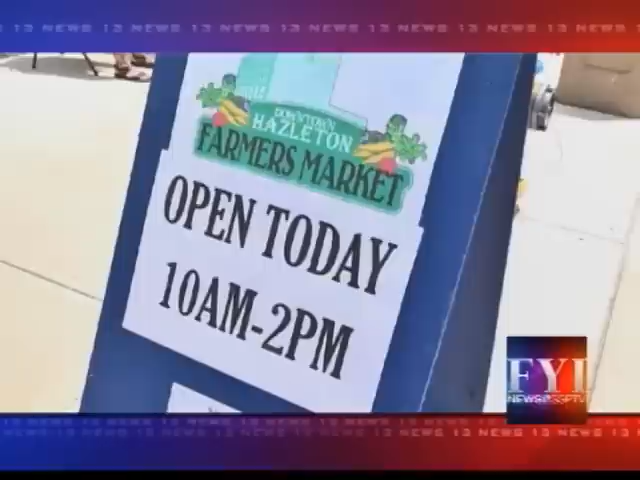 13 NEWS 13 NEWS 13 NEWS 13 NEWS 13 NEWS 13 NEWS
DOWNTOWN
HAZLETON
FARMERS MARKET
OPEN TODAY
10AM-2PM
FYI
NEWS
13 NEWS 13 NEWS 13 NEWS 13 NEWS 13 NEWS 13 NEWS